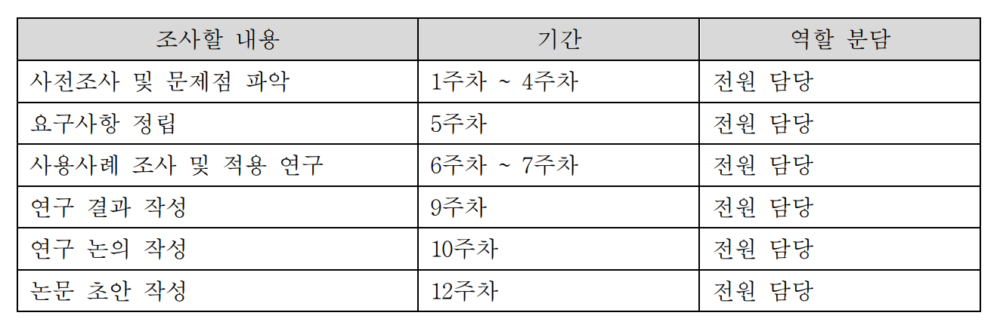 조사할 내용 기간 역할 분담
사전조사 및 문제점 파악 1주차 ~ 4주차 전원 담당
요구사항 정립 5주차 전원 담당
사용사례 조사 및 적용 연구 6주차 ~ 7주차 전원 담당
연구 결과 작성 9주차 전원 담당
연구 논의 작성 10주차 전원 담당
논문 초안 작성 12주차 전원 담당